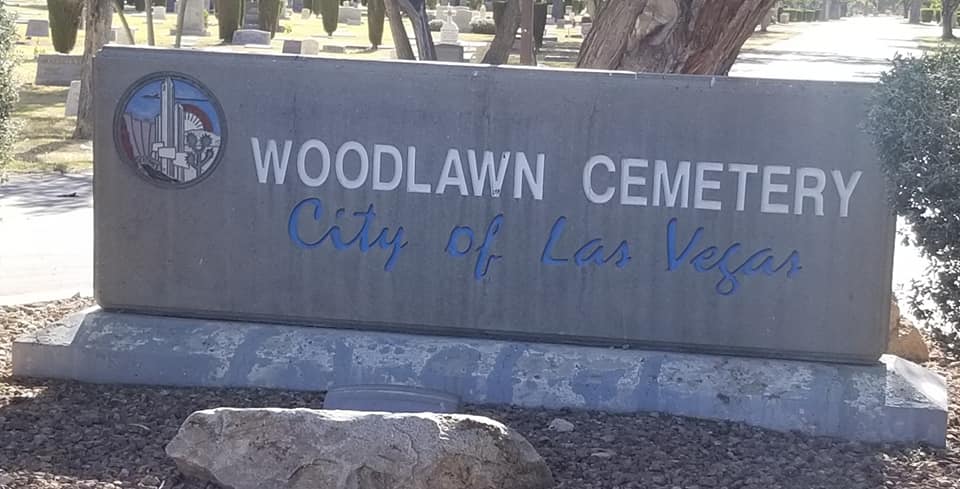 WOODLAWN CEMETERY
City of Las Vegas